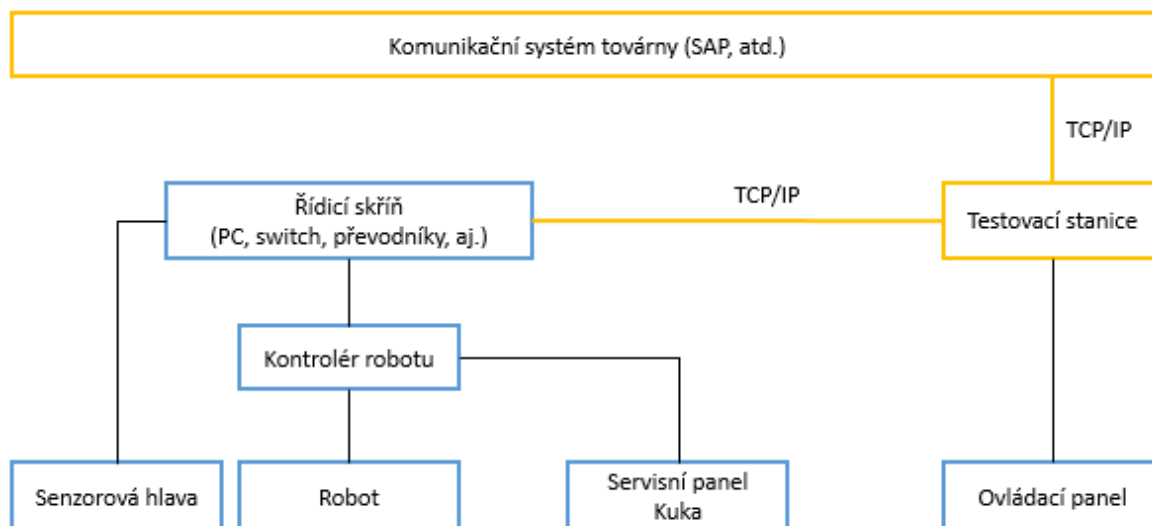 Komunikační systém továrny (SAP, atd.)
TCP/IP
TCP/IP
Řídicí skříň
(PC, switch, převodníky, aj.)
Testovací stanice
Kontrolér robotu
Senzorová hlava
Robot
Servisní panel
Kuka
Ovládací panel